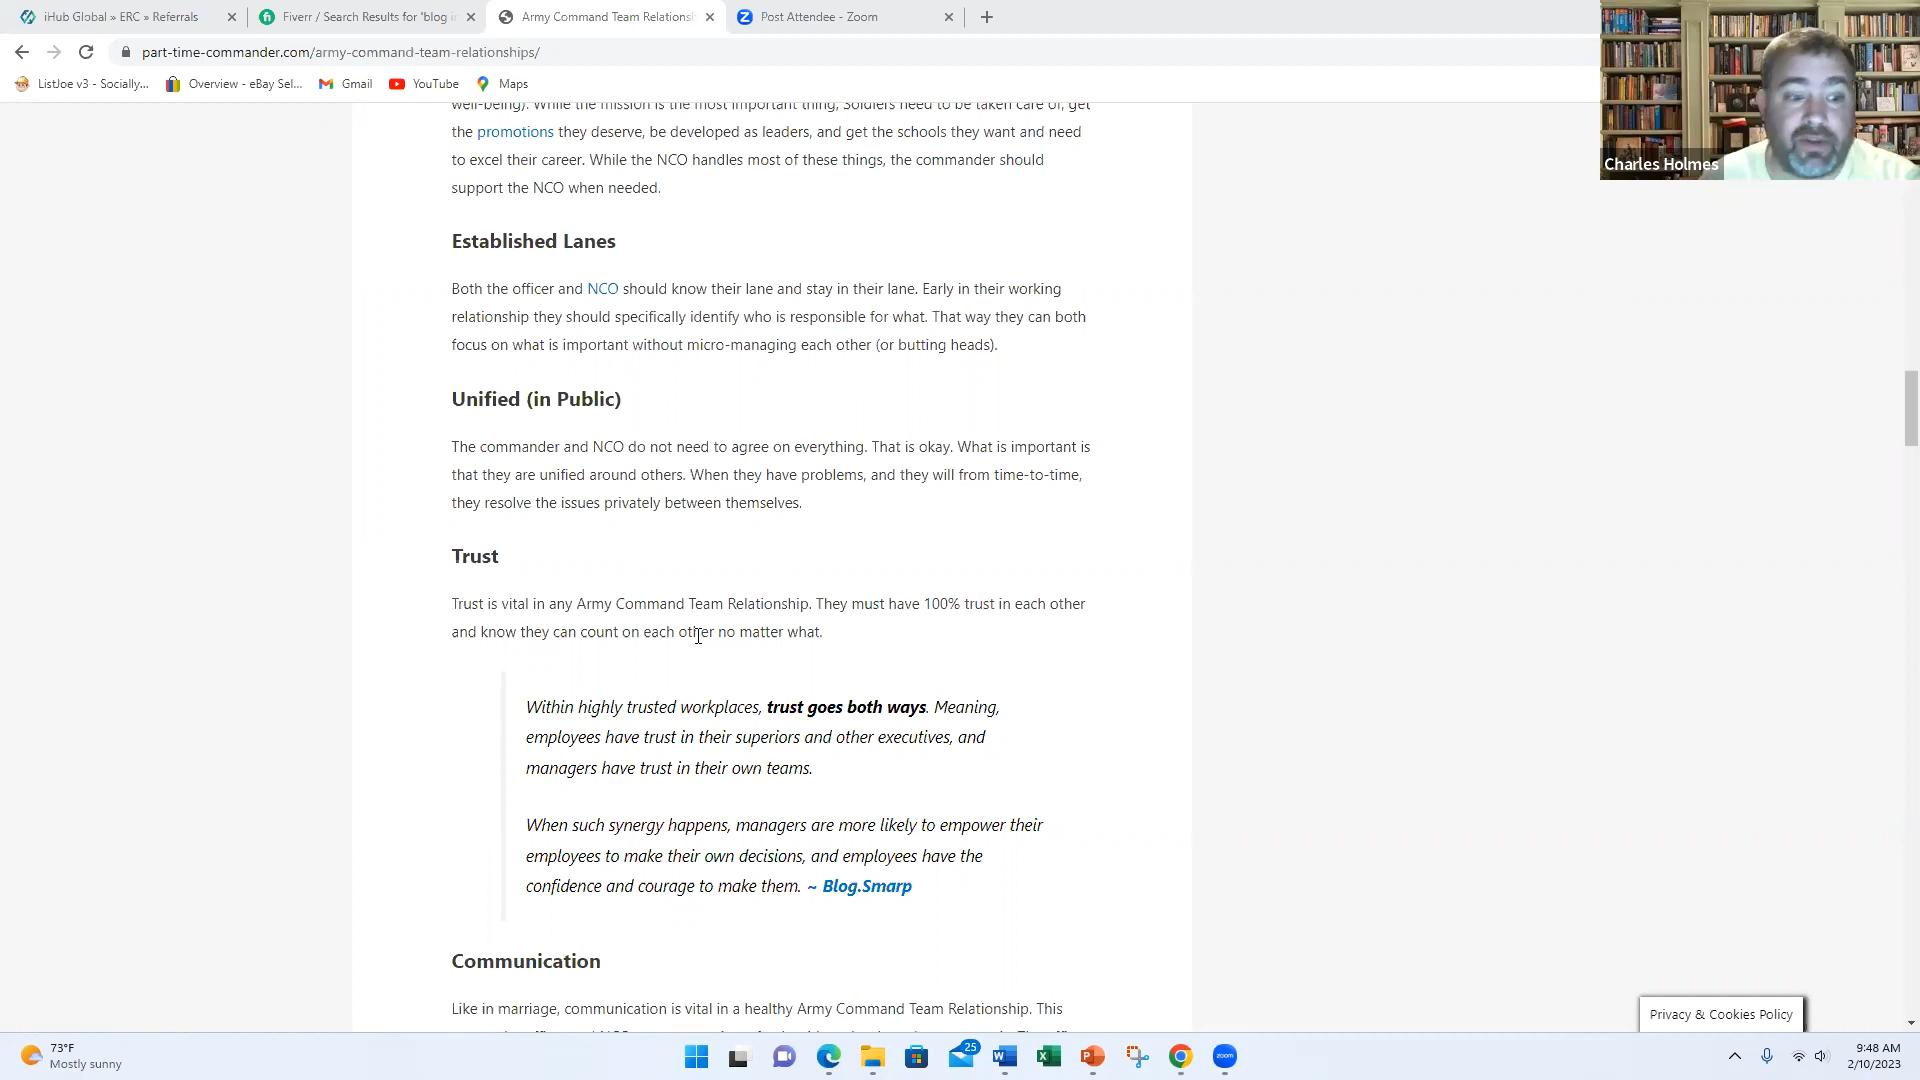 iHub Global » ERC » Referrals
Fiverr / Search Results for 'blog in
Army Command Team Relationsh
Post Attendee - Zoom
part-time-commander.com/army-command-team-relationships/
ListJoe v3 - Socially...
Overview - eBay Sel...
Gmail
YouTube
Maps
Charles Holmes
well-being). While the mission is the most important thing, Soldiers need to be taken care of, get
the promotions they deserve, be developed as leaders, and get the schools they want and need
to excel their career. While the NCO handles most of these things, the commander should
support the NCO when needed.
Established Lanes
Both the officer and NCO should know their lane and stay in their lane. Early in their working
relationship they should specifically identify who is responsible for what. That way they can both
focus on what is important without micro-managing each other (or butting heads).
Unified (in Public)
The commander and NCO do not need to agree on everything. That is okay. What is important is
that they are unified around others. When they have problems, and they will from time-to-time,
they resolve the issues privately between themselves.
Trust
Trust is vital in any Army Command Team Relationship. They must have 100% trust in each other
and know they can count on each other no matter what.
Within highly trusted workplaces, trust goes both ways. Meaning,
employees have trust in their superiors and other executives, and
managers have trust in their own teams.
When such synergy happens, managers are more likely to empower their
employees to make their own decisions, and employees have the
confidence and courage to make them. ~ Blog.Smarp
Communication
Like in marriage, communication is vital in a healthy Army Command Team Relationship. This
Privacy & Cookies Policy
73°F
Mostly sunny
25
zoom
9:48 AM
2/10/2023